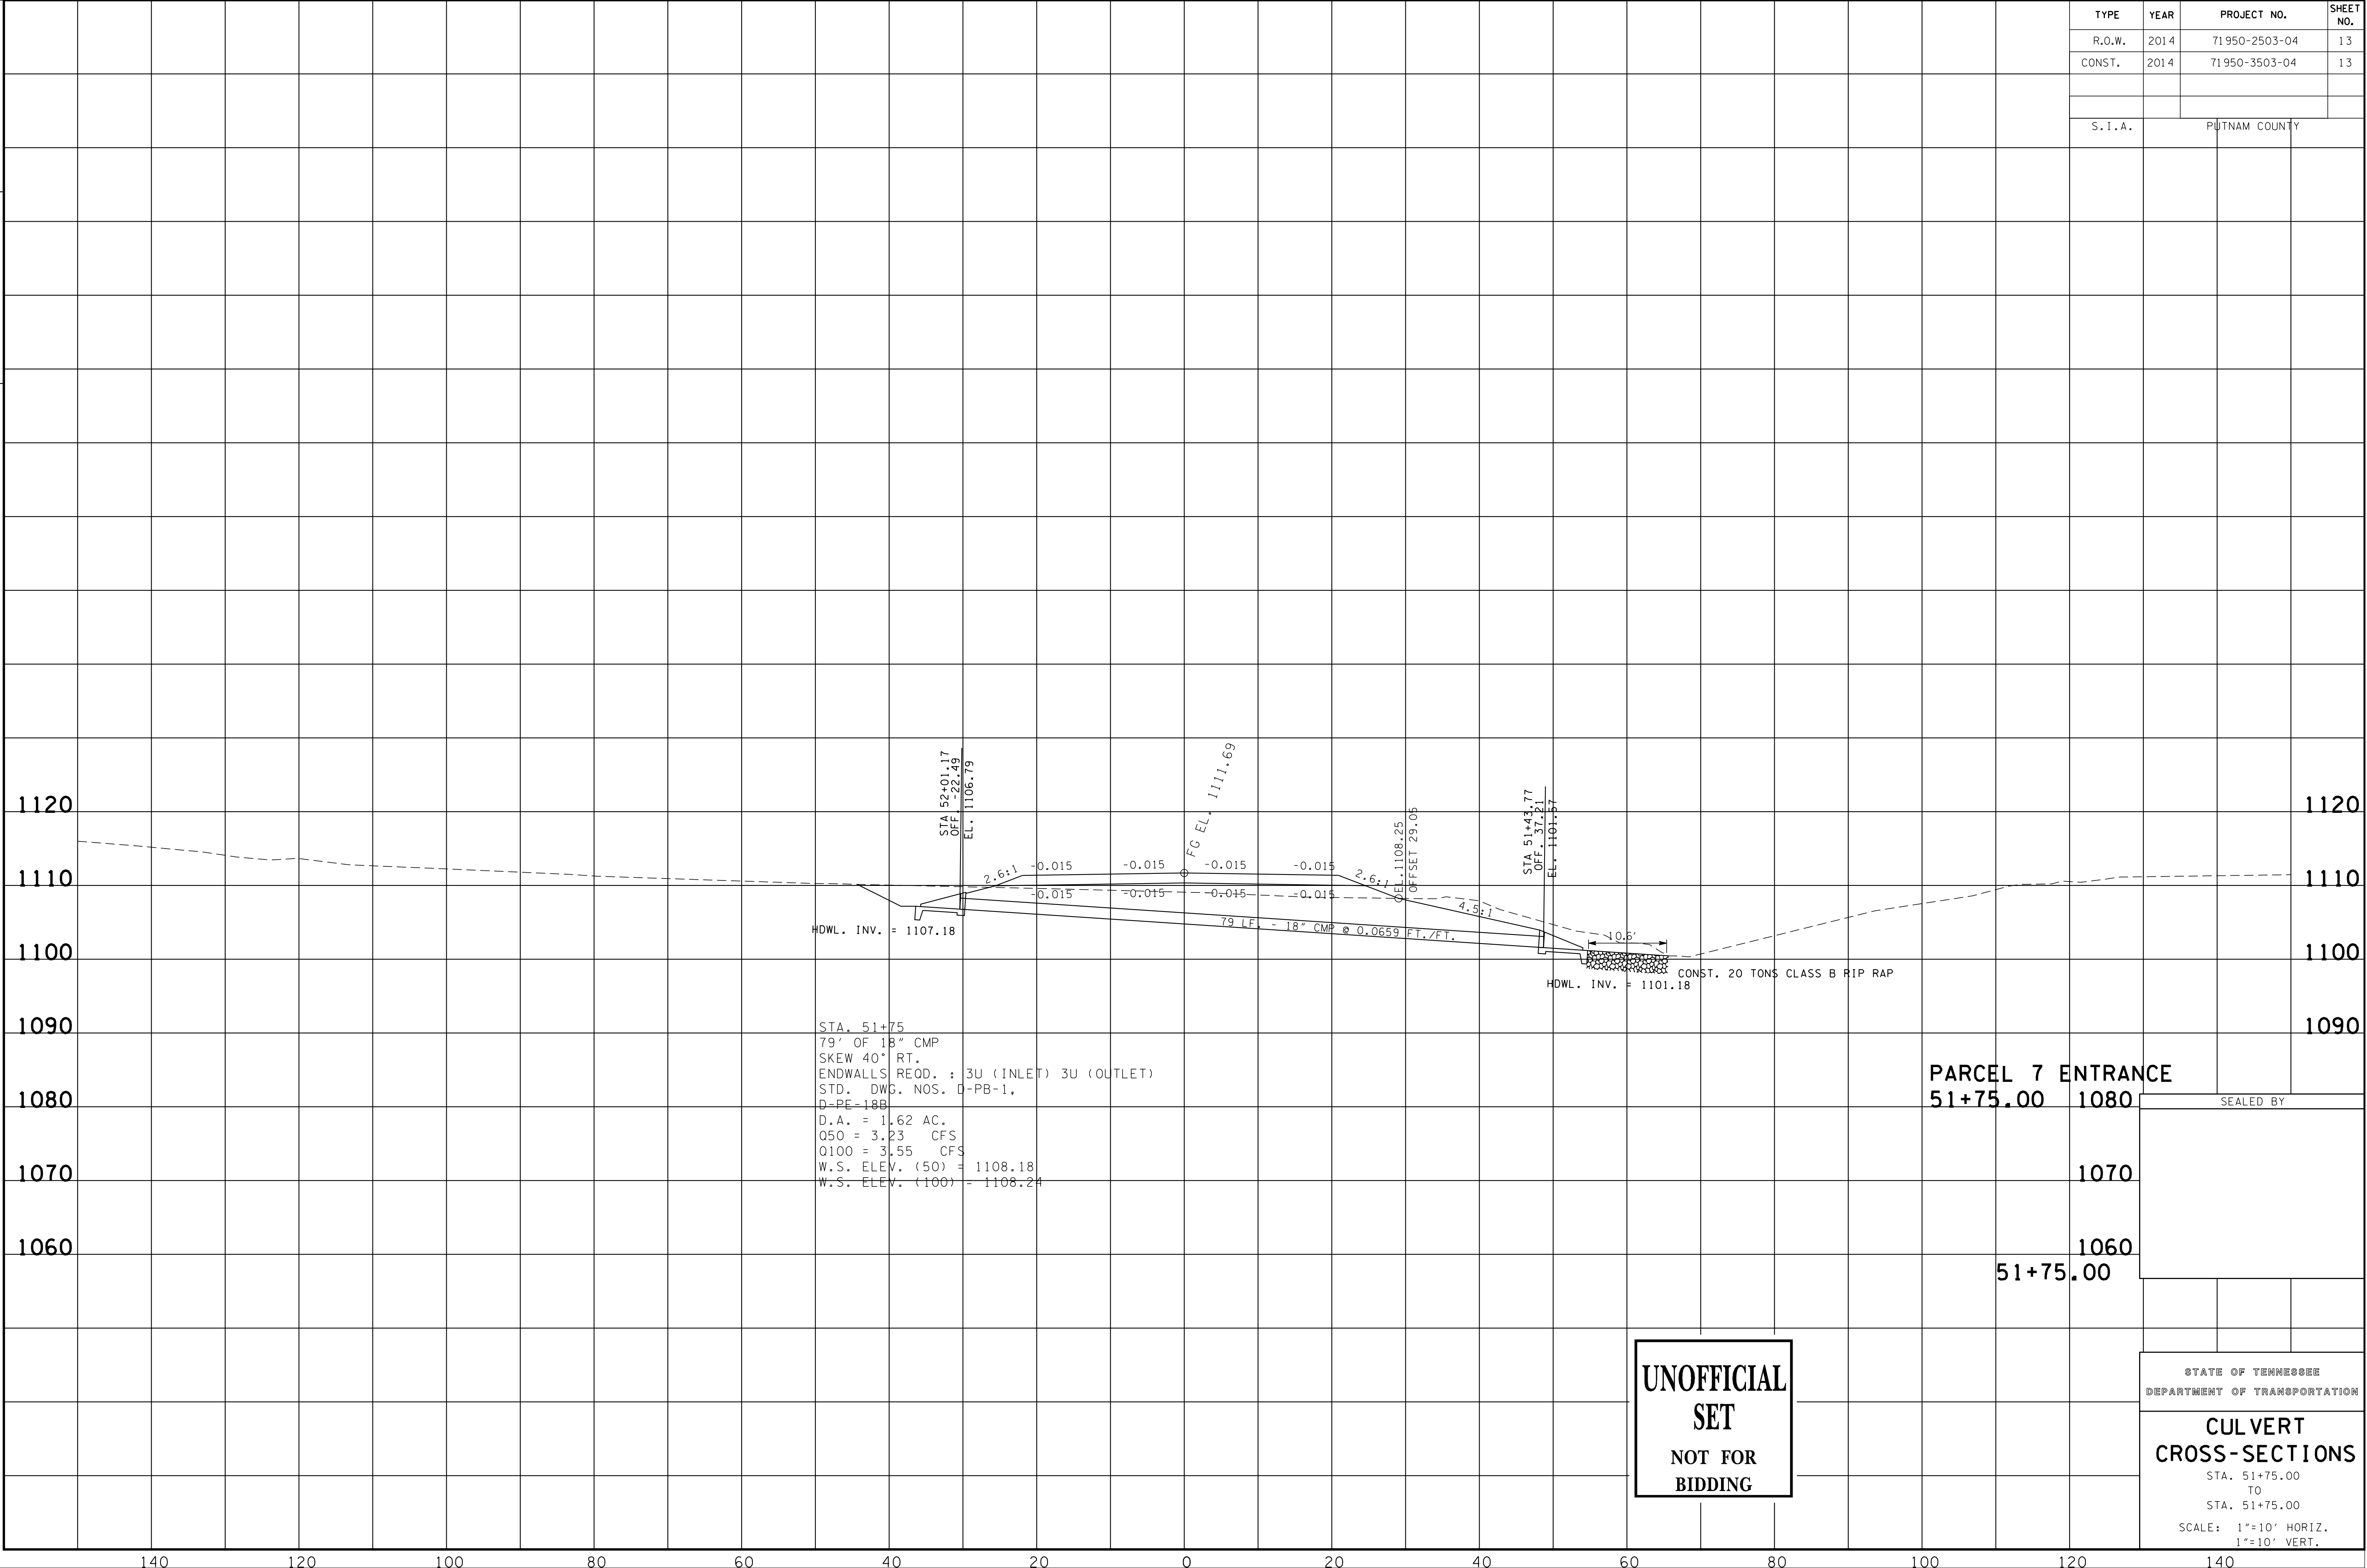 TYPE YEAR PROJECT NO. SHEET NO.
R.O.W. 2014 71950-2503-04 13
CONST. 2014 71950-3503-04 13
S.I.A. PUTNAM COUNTY
STA 52+01.17
OFF. -22.49
EL. 1106.79
FG EL. 1111.69
STA 51+43.77
OFF. 37.21
EL. 1101.57
EL.1108.25
OFFSET 29.05
1120 1120
2.6:1 -0.015 -0.015 -0.015 -0.015 2.6:1
1110 1110
-0.015 -0.015 -0.015 -0.015
4.5:1
79 LF. - 18" CMP @ 0.0659 FT./FT.
HDWL. INV. = 1107.18
10.6'
1100 1100
CONST. 20 TONS CLASS B RIP RAP
HDWL. INV. = 1101.18
1090 1090
STA. 51+75
79' OF 18" CMP
SKEW 40° RT.
ENDWALLS REQD. : 3U (INLET) 3U (OUTLET)
STD. DWG. NOS. D-PB-1,
D-PE-18B
D.A. = 1.62 AC.
Q50 = 3.23 CFS
Q100 = 3.55 CFS
W.S. ELEV. (50) = 1108.18
W.S. ELEV. (100) = 1108.24
PARCEL 7 ENTRANCE
1080 51+75.00 1080
SEALED BY
1070 1070
1060 1060
51+75.00
UNOFFICIAL
SET
NOT FOR
BIDDING
STATE OF TENNESSEE
DEPARTMENT OF TRANSPORTATION
CULVERT
CROSS-SECTIONS
STA. 51+75.00
TO
STA. 51+75.00
SCALE: 1"=10' HORIZ.
1"=10' VERT.
140 120 100 80 60 40 20 0 20 40 60 80 100 120 140